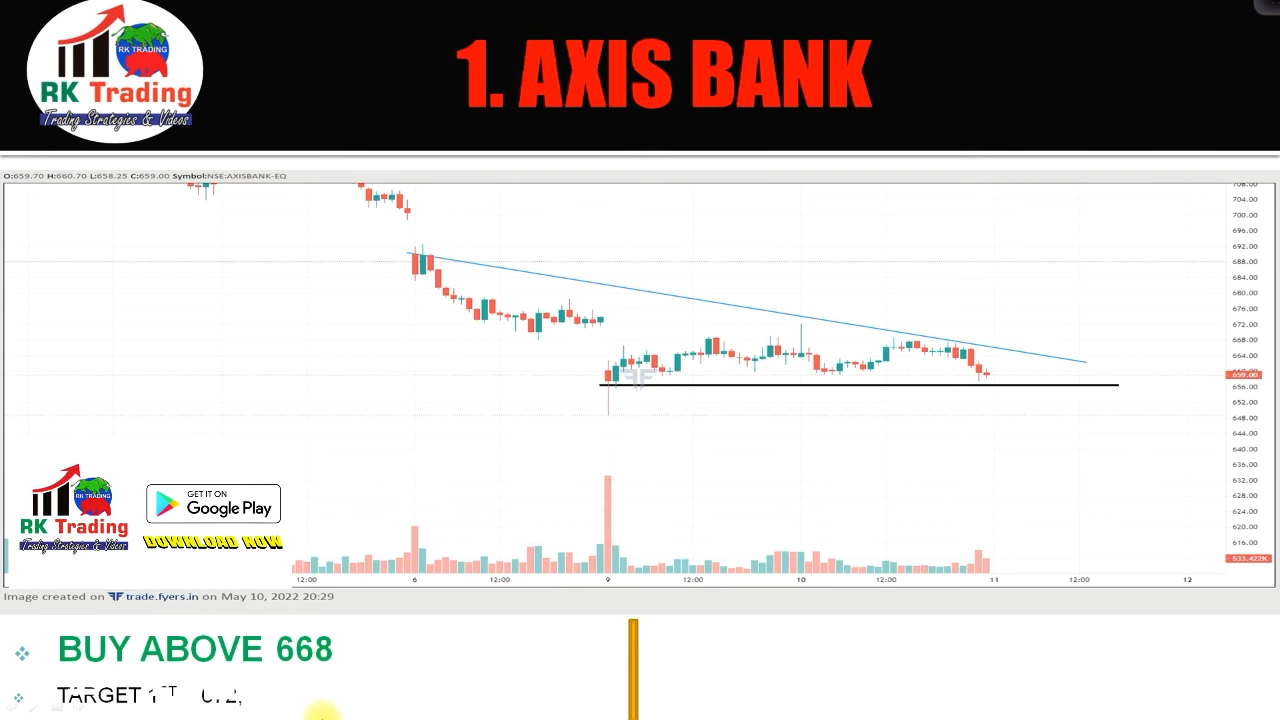 RK TRADING
RK Trading
Trading Strategies & Videos
1. AXIS BANK
O:659.70 H:660.70 L:658.25 C:659.00 Symbol:NSE:AXISBANK-EQ
708.00
704.00
700.00
696.00
692.00
688.00
684.00
680.00
676.00
672.00
668.00
664.00
659.00
656.00
652.00
648.00
644.00
640.00
636.00
632.00
628.00
624.00
620.00
616.00
533.422K
RK TRADING
RK Trading
Trading Strategies & Videos
GET IT ON
Google Play
DOWNLOAD NOW
12:00 6 12:00 9 12:00 10 12:00 11 12:00 12
Image created on trade.fyers.in on May 10, 2022 20:29
BUY ABOVE 668
TARGET 1ST